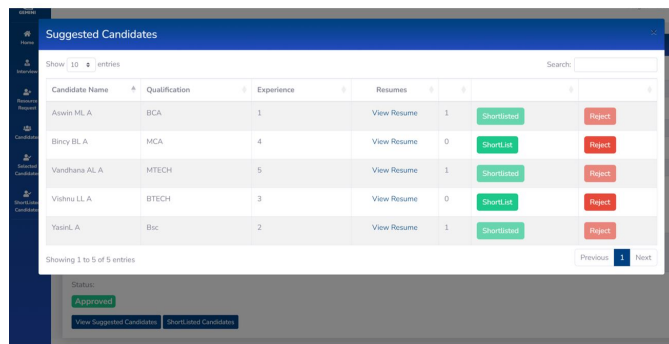 GEMINI
Home
Interview
Resource
Request
Candidates
Selected
Candidates
ShortListed
Candidates
Suggested Candidates
×
Show 10 entries
Search:
Candidate Name Qualification Experience Resumes
Aswin ML A BCA 1 View Resume 1 Shortlisted Reject
Bincy BL A MCA 4 View Resume 0 ShortList Reject
Vandhana AL A MTECH 5 View Resume 1 Shortlisted Reject
Vishnu LL A BTECH 3 View Resume 0 ShortList Reject
YasinL A Bsc 2 View Resume 1 Shortlisted Reject
Showing 1 to 5 of 5 entries
Previous 1 Next
Status:
Approved
View Suggested Candidates ShortListed Candidates